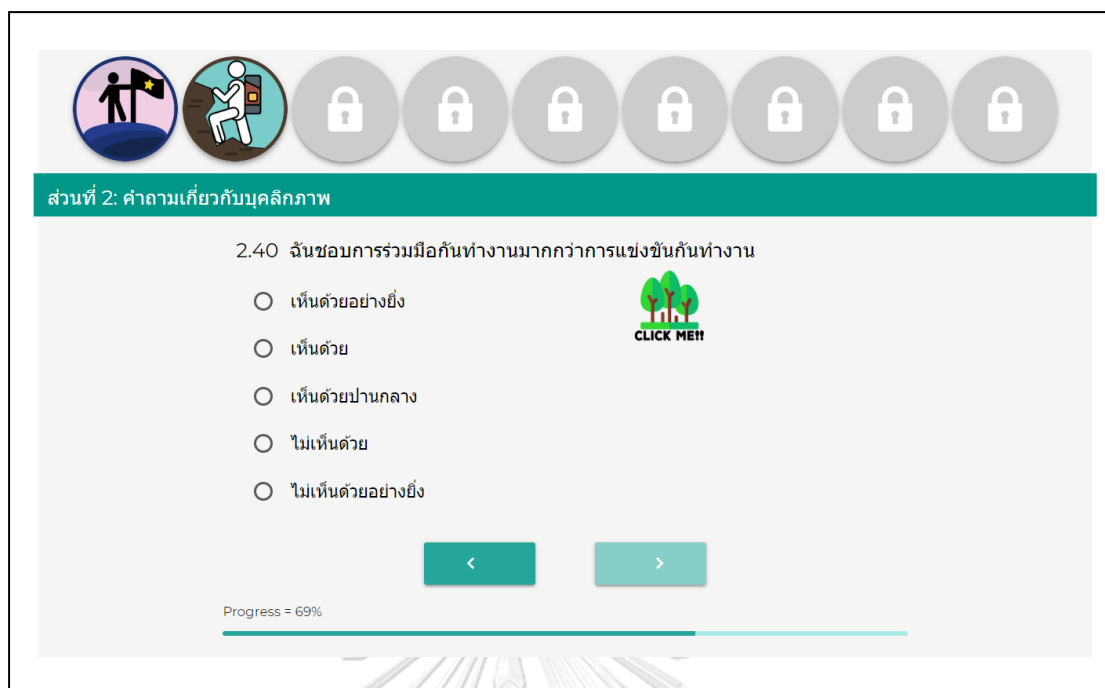 ส่วนที่ 2: คำถามเกี่ยวกับบุคลิกภาพ
2.40 ฉันชอบการร่วมมือกันทำงานมากกว่าการแข่งขันกันทำงาน
เห็นด้วยอย่างยิ่ง
CLICK ME!!
เห็นด้วย
เห็นด้วยปานกลาง
ไม่เห็นด้วย
ไม่เห็นด้วยอย่างยิ่ง
Progress = 69%